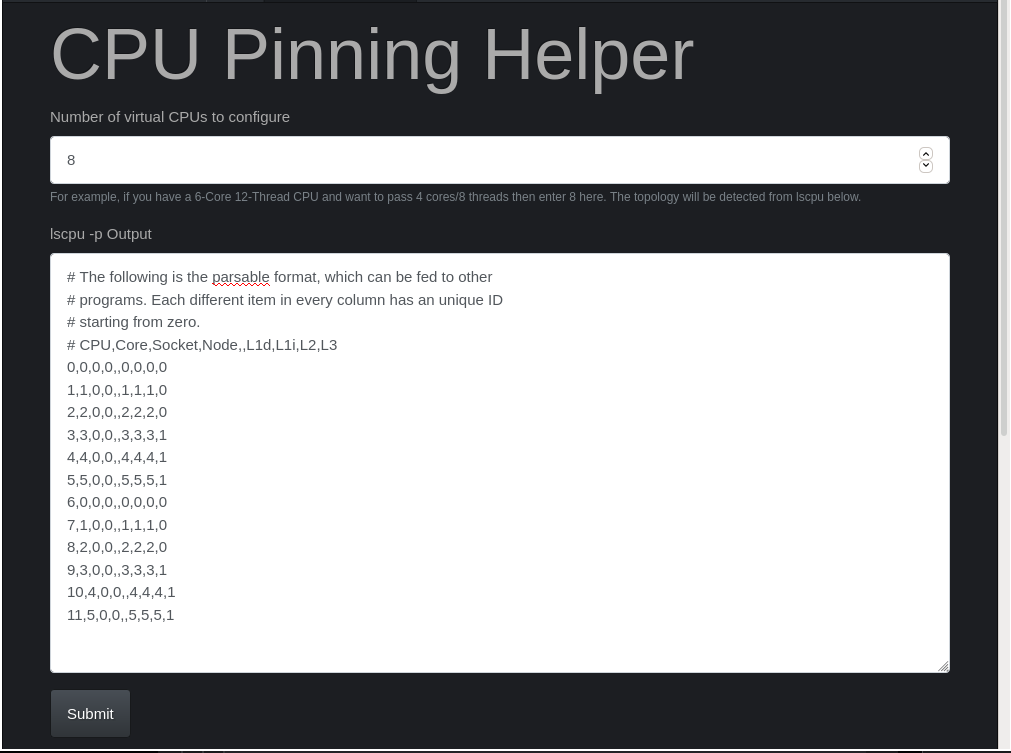 CPU Pinning Helper
Number of virtual CPUs to configure
8
For example, if you have a 6-Core 12-Thread CPU and want to pass 4 cores/8 threads then enter 8 here. The topology will be detected from lscpu below.
lscpu -p Output
# The following is the parsable format, which can be fed to other
# programs. Each different item in every column has an unique ID
# starting from zero.
# CPU,Core,Socket,Node,,L1d,L1i,L2,L3
0,0,0,0,,0,0,0,0
1,1,0,0,,1,1,1,0
2,2,0,0,,2,2,2,0
3,3,0,0,,3,3,3,1
4,4,0,0,,4,4,4,1
5,5,0,0,,5,5,5,1
6,0,0,0,,0,0,0,0
7,1,0,0,,1,1,1,0
8,2,0,0,,2,2,2,0
9,3,0,0,,3,3,3,1
10,4,0,0,,4,4,4,1
11,5,0,0,,5,5,5,1
Submit